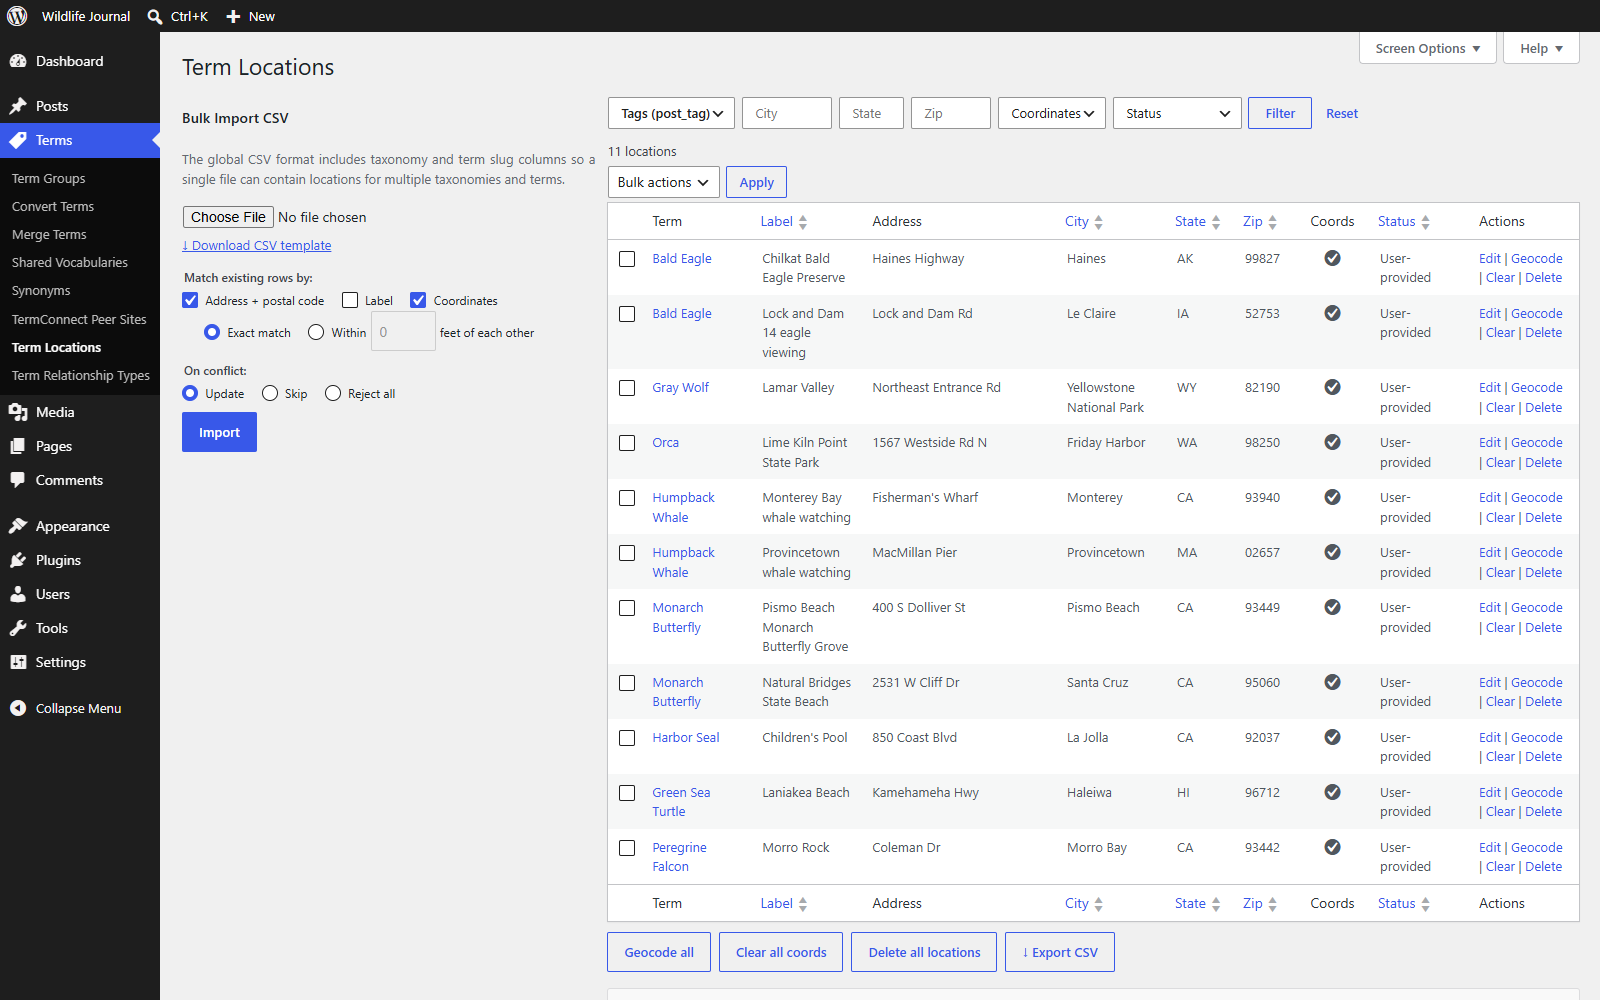 Wildlife Journal Ctrl+K New
Screen Options Help
Dashboard
Posts
Terms
Term Groups
Convert Terms
Merge Terms
Shared Vocabularies
Synonyms
TermConnect Peer Sites
Term Locations
Term Relationship Types
Media
Pages
Comments
Appearance
Plugins
Users
Tools
Settings
Collapse Menu
Term Locations
Bulk Import CSV
The global CSV format includes taxonomy and term slug columns so a
single file can contain locations for multiple taxonomies and terms.
Choose File No file chosen
↓ Download CSV template
Match existing rows by:
Address + postal code Label Coordinates
Exact match Within 0 feet of each other
On conflict:
Update Skip Reject all
Import
Tags (post_tag) City State Zip Coordinates Status Filter Reset
11 locations
Bulk actions Apply
Term Label Address City State Zip Coords Status Actions
Bald Eagle Chilkat Bald Haines Highway Haines AK 99827 User- Edit | Geocode
Eagle Preserve provided | Clear | Delete
Bald Eagle Lock and Dam Lock and Dam Rd Le Claire IA 52753 User- Edit | Geocode
14 eagle provided | Clear | Delete
viewing
Gray Wolf Lamar Valley Northeast Entrance Rd Yellowstone WY 82190 User- Edit | Geocode
National Park provided | Clear | Delete
Orca Lime Kiln Point 1567 Westside Rd N Friday Harbor WA 98250 User- Edit | Geocode
State Park provided | Clear | Delete
Humpback Monterey Bay Fisherman's Wharf Monterey CA 93940 User- Edit | Geocode
Whale whale watching provided | Clear | Delete
Humpback Provincetown MacMillan Pier Provincetown MA 02657 User- Edit | Geocode
Whale whale watching provided | Clear | Delete
Monarch Pismo Beach 400 S Dolliver St Pismo Beach CA 93449 User- Edit | Geocode
Butterfly Monarch provided | Clear | Delete
Butterfly Grove
Monarch Natural Bridges 2531 W Cliff Dr Santa Cruz CA 95060 User- Edit | Geocode
Butterfly State Beach provided | Clear | Delete
Harbor Seal Children's Pool 850 Coast Blvd La Jolla CA 92037 User- Edit | Geocode
provided | Clear | Delete
Green Sea Laniakea Beach Kamehameha Hwy Haleiwa HI 96712 User- Edit | Geocode
Turtle provided | Clear | Delete
Peregrine Morro Rock Coleman Dr Morro Bay CA 93442 User- Edit | Geocode
Falcon provided | Clear | Delete
Term Label Address City State Zip Coords Status Actions
Geocode all Clear all coords Delete all locations ↓ Export CSV